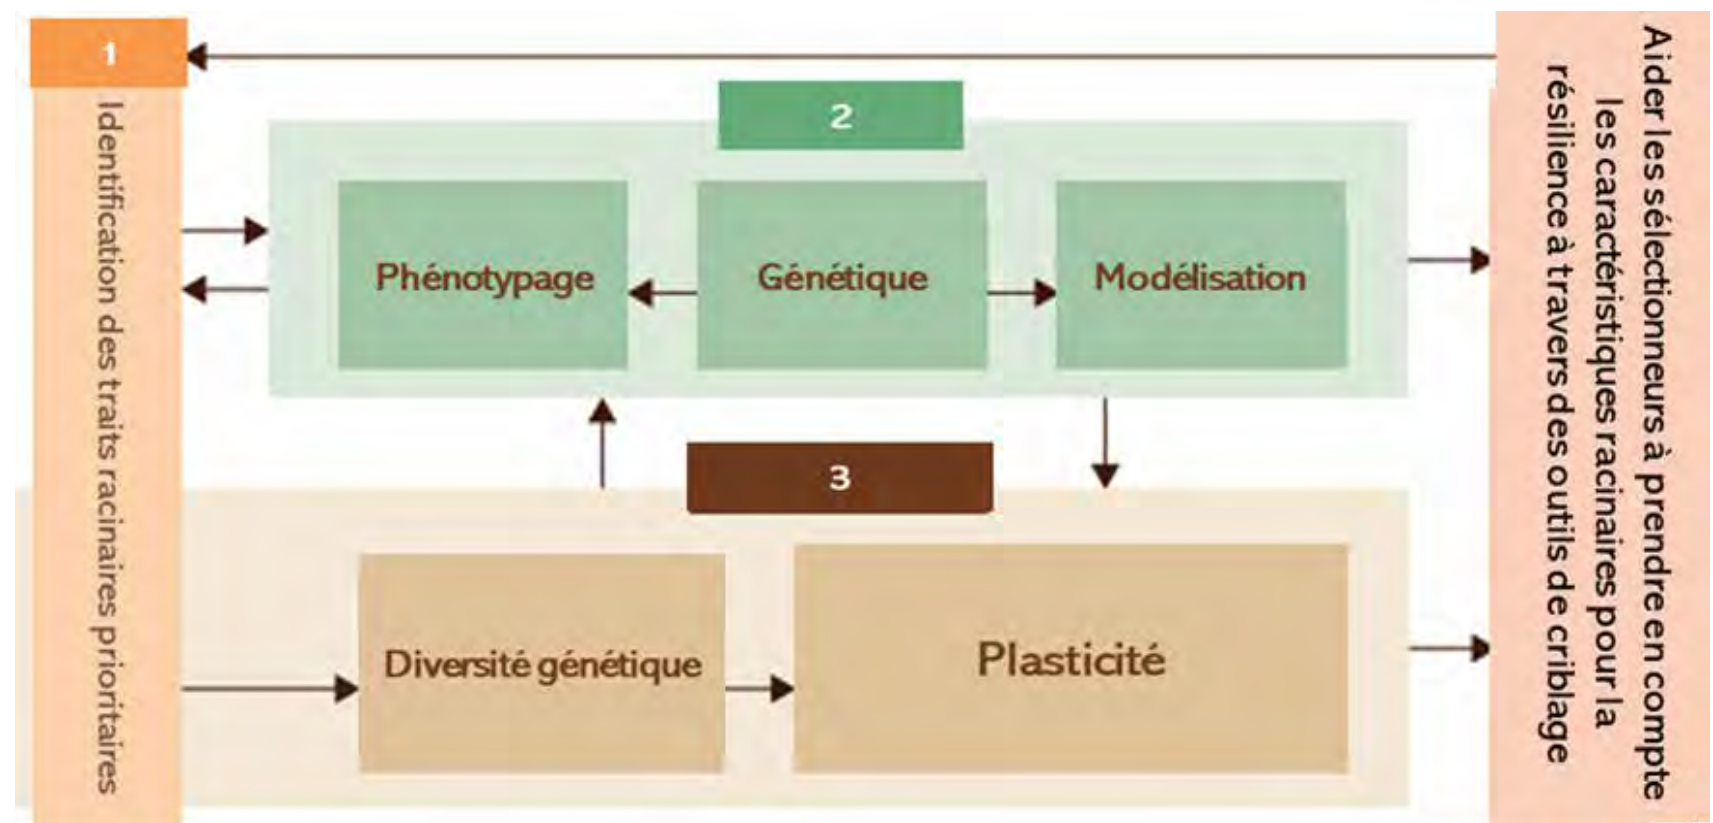 1
Identification des traits racinaires prioritaires
2
Phénotypage
Génétique
Modélisation
3
Diversité génétique
Plasticité
Aider les sélectionneurs à prendre en compte
les caractéristiques racinaires pour la
résilience à travers des outils de criblage